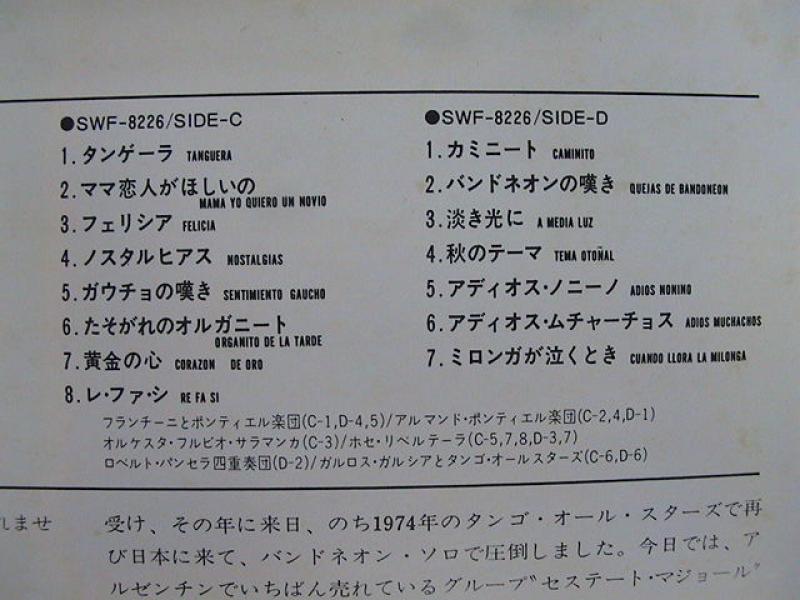 ●SWF-8226/SIDE-C
1.タンゲーラ TANGUERA
2.ママ恋人がほしいの
MAMA YO QUIERO UN NOVIO
3.フェリシア FELICIA
4.ノスタルヒアス NOSTALGIAS
5.ガウチョの嘆き SENTIMIENTO GAUCHO
6.たそがれのオルガニート
ORGANITO DE LA TARDE
7.黄金の心 CORAZON DE ORO
8.レ・ファ・シ RE FA SI
●SWF-8226/SIDE-D
1.カミニート CAMINITO
2.バンドネオンの嘆き QUEJAS DE BANDONEON
3.淡き光に A MEDIA LUZ
4.秋のテーマ TEMA OTOÑAL
5.アディオス・ノニーノ ADIOS NONINO
6.アディオス・ムチャーチョス ADIOS MUCHACHOS
7.ミロンガが泣くとき CUANDO LLORA LA MILONGA
フランチーニとポンティエル楽団(C-1,D-4,5)/アルマンド・ポンティエル楽団(C-2,4,D-1)
オルケスタ・フルビオ・サラマンカ(C-3)/ホセ・リベルテーラ(C-5,7,8,D-3,7)
ロベルト・パンセラ四重奏団(D-2)/ガルロス・ガルシアとタンゴ・オールスターズ(C-6,D-6)
れませ
受け、その年に来日、のち1974年のタンゴ・オール・スターズで再
び日本に来て、バンドネオン・ソロで圧倒しました。今日では、ア
ルゼンチンでいちばん売れているグループ“セステート・マジョール”